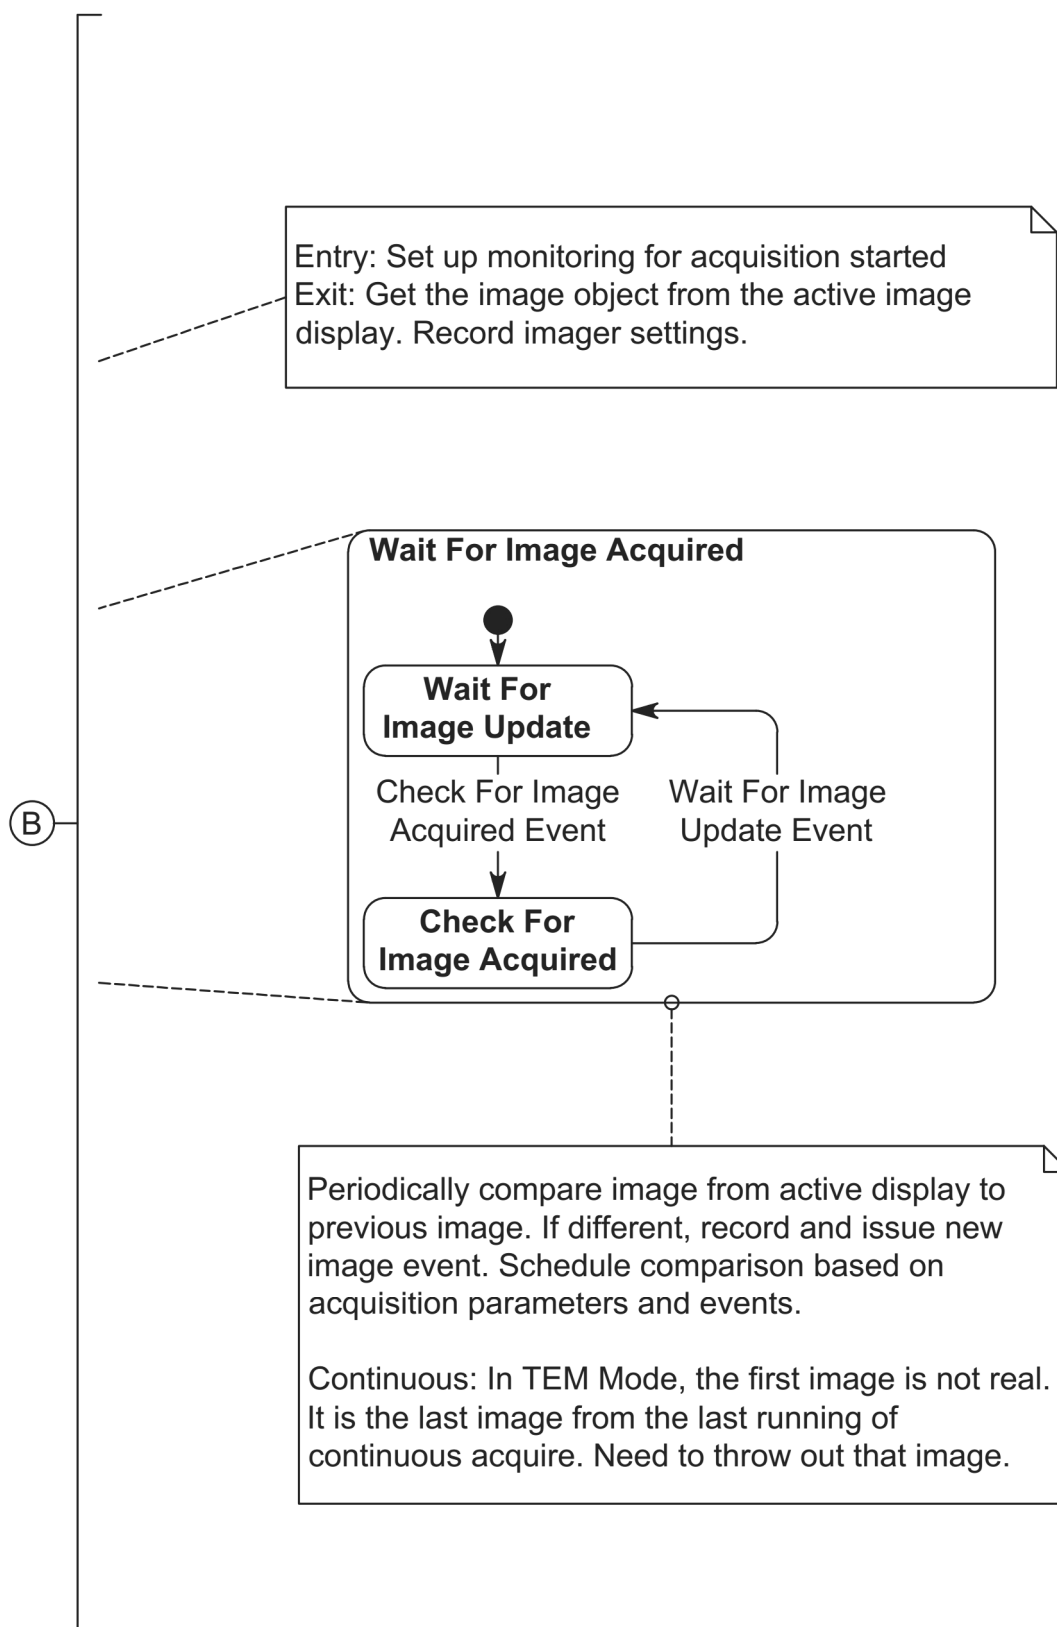 Entry: Set up monitoring for acquisition started
Exit: Get the image object from the active image
display. Record imager settings.
Wait For Image Acquired
Wait For
Image Update
Check For Image
Acquired Event
Wait For Image
Update Event
B
Check For
Image Acquired
Periodically compare image from active display to
previous image. If different, record and issue new
image event. Schedule comparison based on
acquisition parameters and events.
Continuous: In TEM Mode, the first image is not real.
It is the last image from the last running of
continuous acquire. Need to throw out that image.